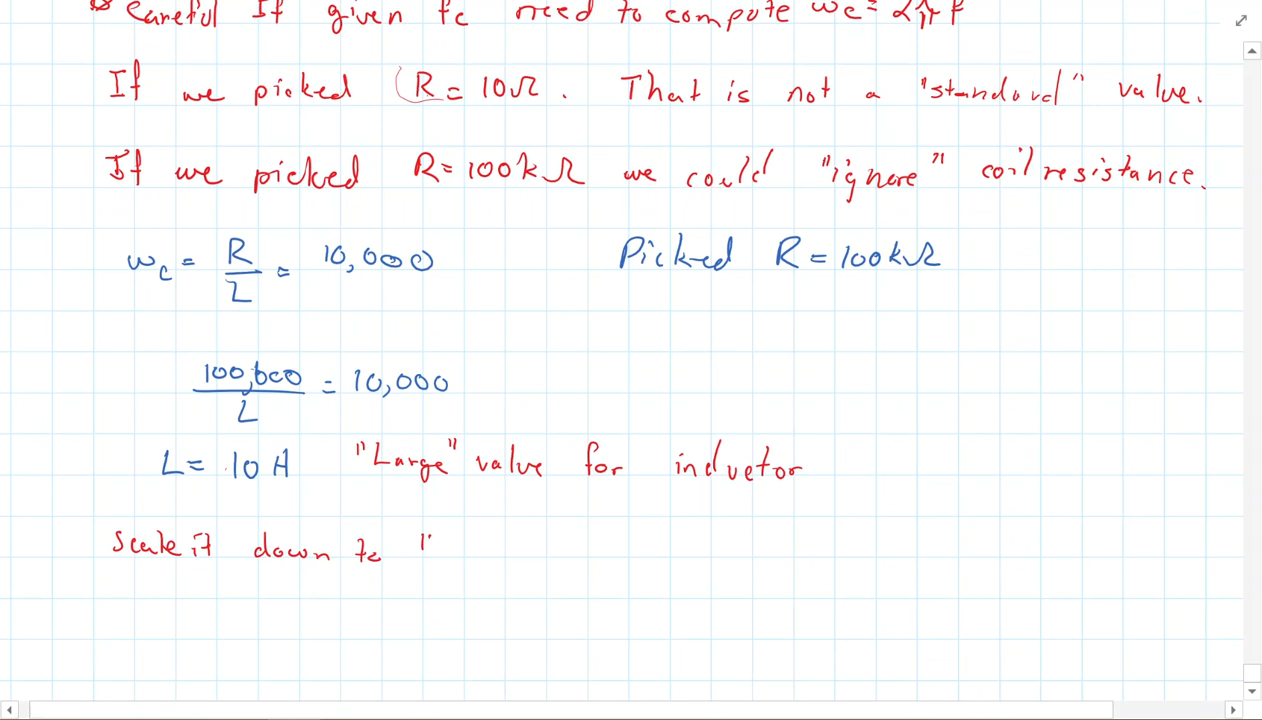 * Careful If given fc need to compute ωc = 2πf
If we picked R = 10Ω. That is not a "standard" value.
If we picked R = 100kΩ we could "ignore" coil resistance.
ωc = R/L = 10,000 Picked R = 100kΩ
100,000/L = 10,000
L = 10 H "Large" value for inductor
Scale it down to 1